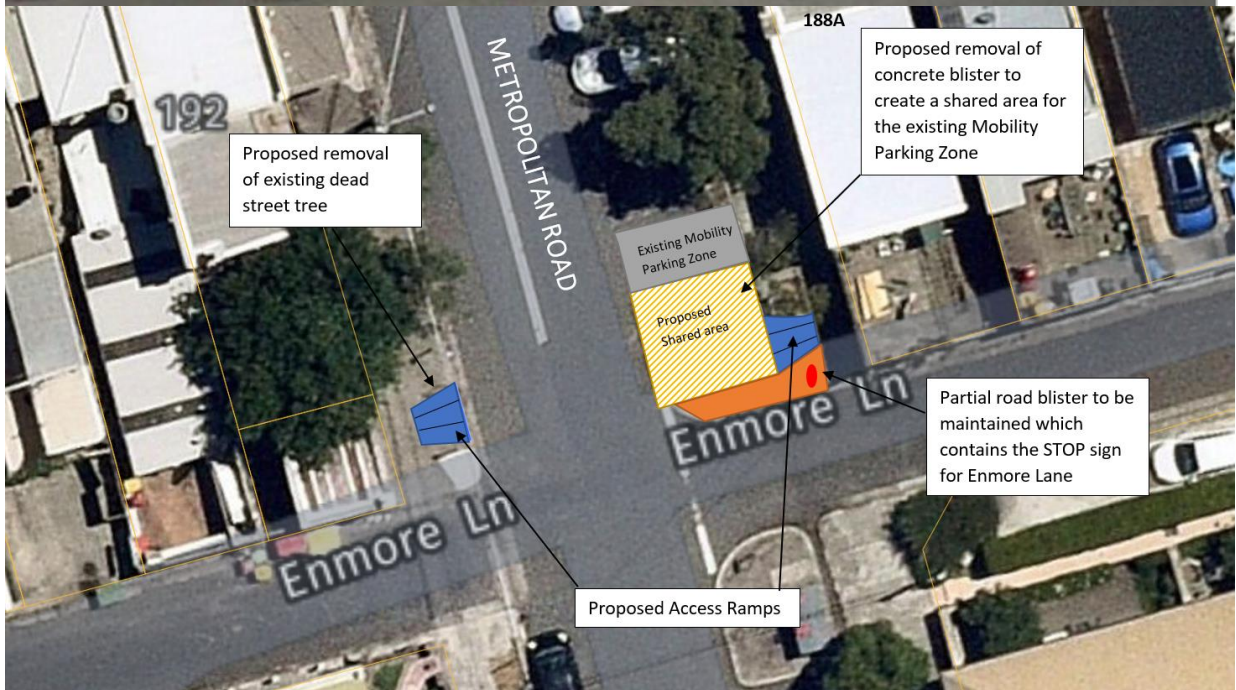 188A
Proposed removal of
concrete blister to
create a shared area for
the existing Mobility
Parking Zone
192
Proposed removal
of existing dead
street tree
METROPOLITAN ROAD
Existing Mobility
Parking Zone
Proposed
Shared area
Enmore Ln
Partial road blister to be
maintained which
contains the STOP sign
for Enmore Lane
Enmore Ln
Proposed Access Ramps